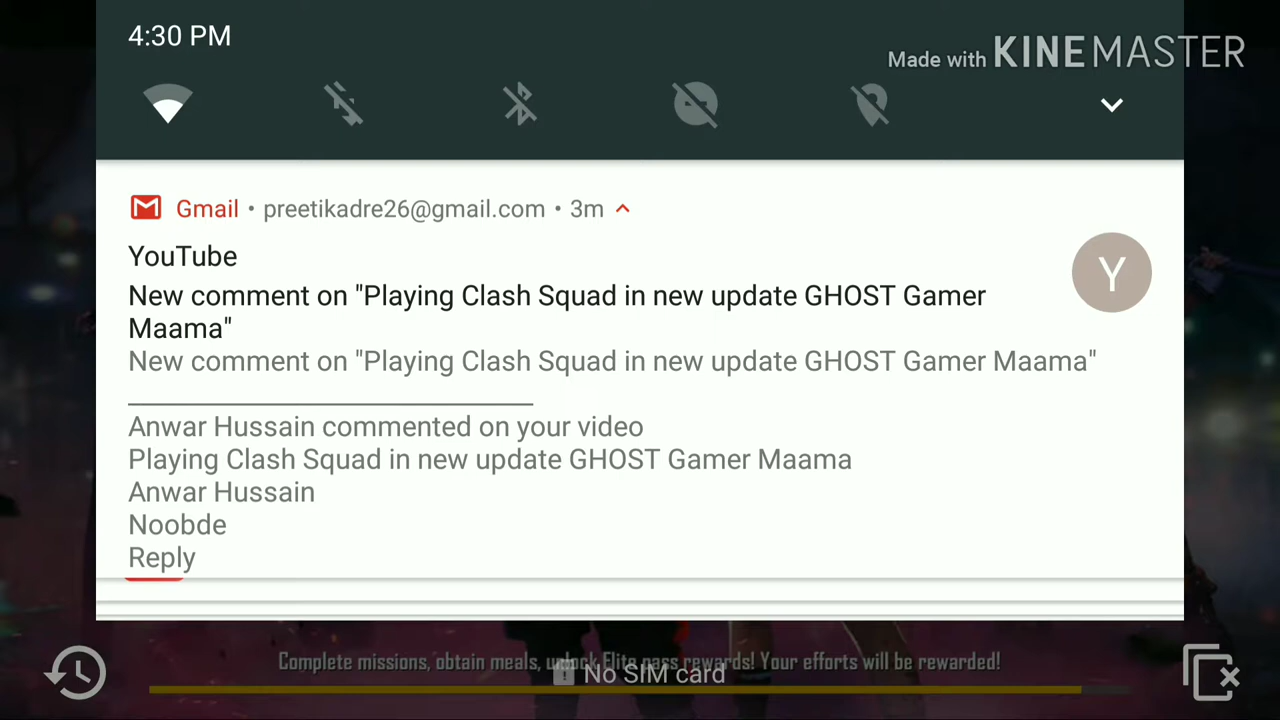 4:30 PM
Made with KINEMASTER
Gmail • preetikadre26@gmail.com • 3m
YouTube
Y
New comment on "Playing Clash Squad in new update GHOST Gamer
Maama"
New comment on "Playing Clash Squad in new update GHOST Gamer Maama"
Anwar Hussain commented on your video
Playing Clash Squad in new update GHOST Gamer Maama
Anwar Hussain
Noobde
Reply
Complete missions, obtain meals, unlock Elite pass rewards! Your efforts will be rewarded!
No SIM card